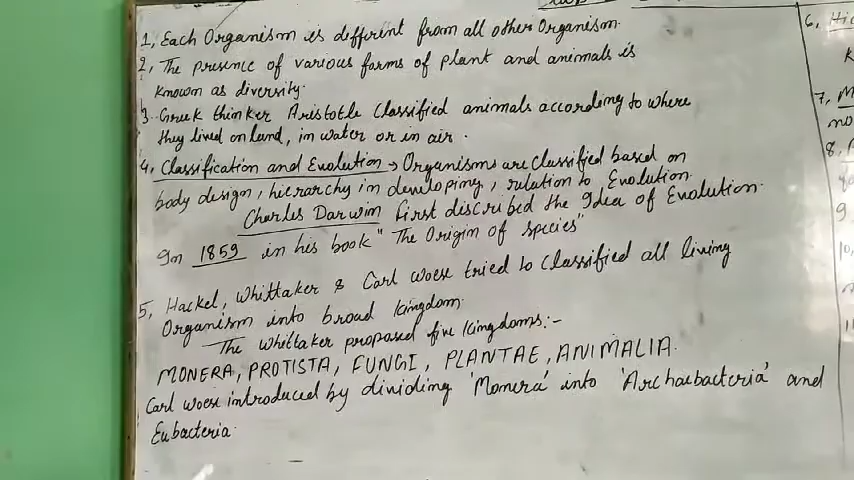 1, Each Organism is different from all other Organism.
2, The presence of various forms of plant and animals is
known as diversity.
3. Greek thinker Aristotle Classified animals according to where
they lived on land, in water or in air.
4, Classification and Evolution → Organisms are Classified based on
body design, hierarchy in developing, relation to Evolution.
Charles Darwin First discribed the Idea of Evolution.
In 1859 in his book "The Origin of species"
5, Hackel, Whittaker & Carl Woese tried to Classified all living
Organism into broad kingdom.
The Whittaker proposed five kingdoms:-
MONERA, PROTISTA, FUNGI, PLANTAE, ANIMALIA.
Carl Woese introduced by dividing 'Monera' into 'Archaebacteria' and
Eubacteria.
6,
7,
no
8,
9
10,